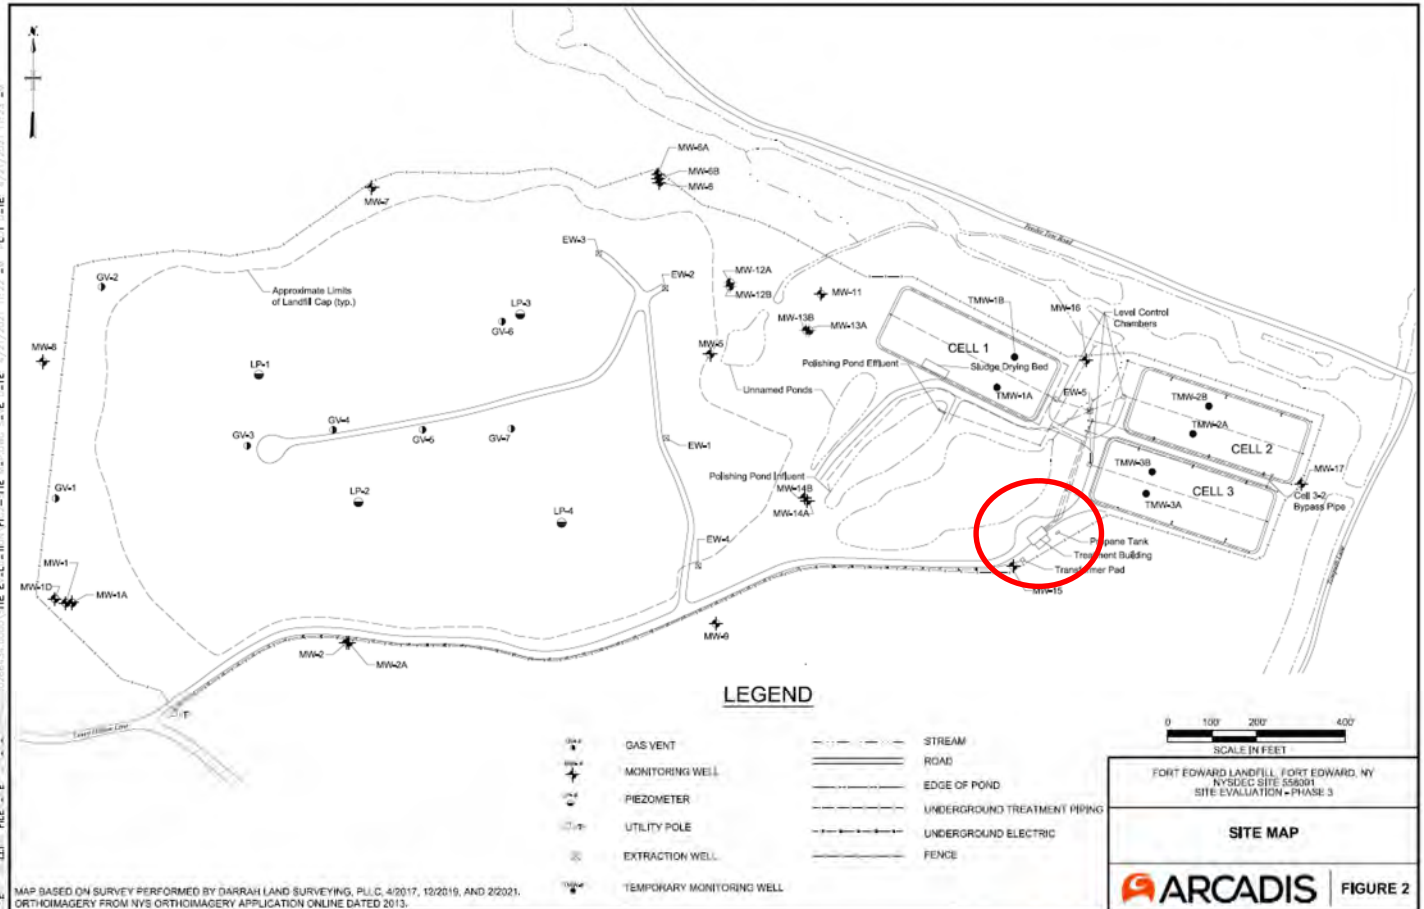 N
MW-6A
MW-6B
MW-6
MW-7
EW-3
EW-2
GV-2
Approximate Limits
of Landfill Cap (typ.)
LP-3
GV-6
MW-12A
MW-12B
MW-11
MW-13B
MW-13A
MW-5
MW-8
LP-1
TMW-1B
MW-16
Level Control
Chambers
CELL 1
Polishing Pond Effluent
Sludge Drying Bed
TMW-1A
Unnamed Ponds
EW-5
TMW-2B
TMW-2A
CELL 2
GV-4
GV-3
GV-5
GV-7
EW-1
TMW-3B
CELL 3
TMW-3A
MW-17
Cell 3-2
Bypass Pipe
Polishing Pond Influent
MW-14B
MW-14A
GV-1
LP-2
LP-4
EW-4
Propane Tank
Treatment Building
Transformer Pad
MW-15
MW-1
MW-1D
MW-1A
MW-9
MW-2
MW-2A
LEGEND
GAS VENT
MONITORING WELL
PIEZOMETER
UTILITY POLE
EXTRACTION WELL
TEMPORARY MONITORING WELL
STREAM
ROAD
EDGE OF POND
UNDERGROUND TREATMENT PIPING
UNDERGROUND ELECTRIC
FENCE
0 100' 200' 400'
SCALE IN FEET
FORT EDWARD LANDFILL, FORT EDWARD, NY
NYSDEC SITE 558001
SITE EVALUATION - PHASE 3
SITE MAP
ARCADIS
FIGURE 2
MAP BASED ON SURVEY PERFORMED BY DARRAH LAND SURVEYING, PLLC, 4/2017, 12/2019, AND 2/2021.
ORTHOIMAGERY FROM NYS ORTHOIMAGERY APPLICATION ONLINE DATED 2013.